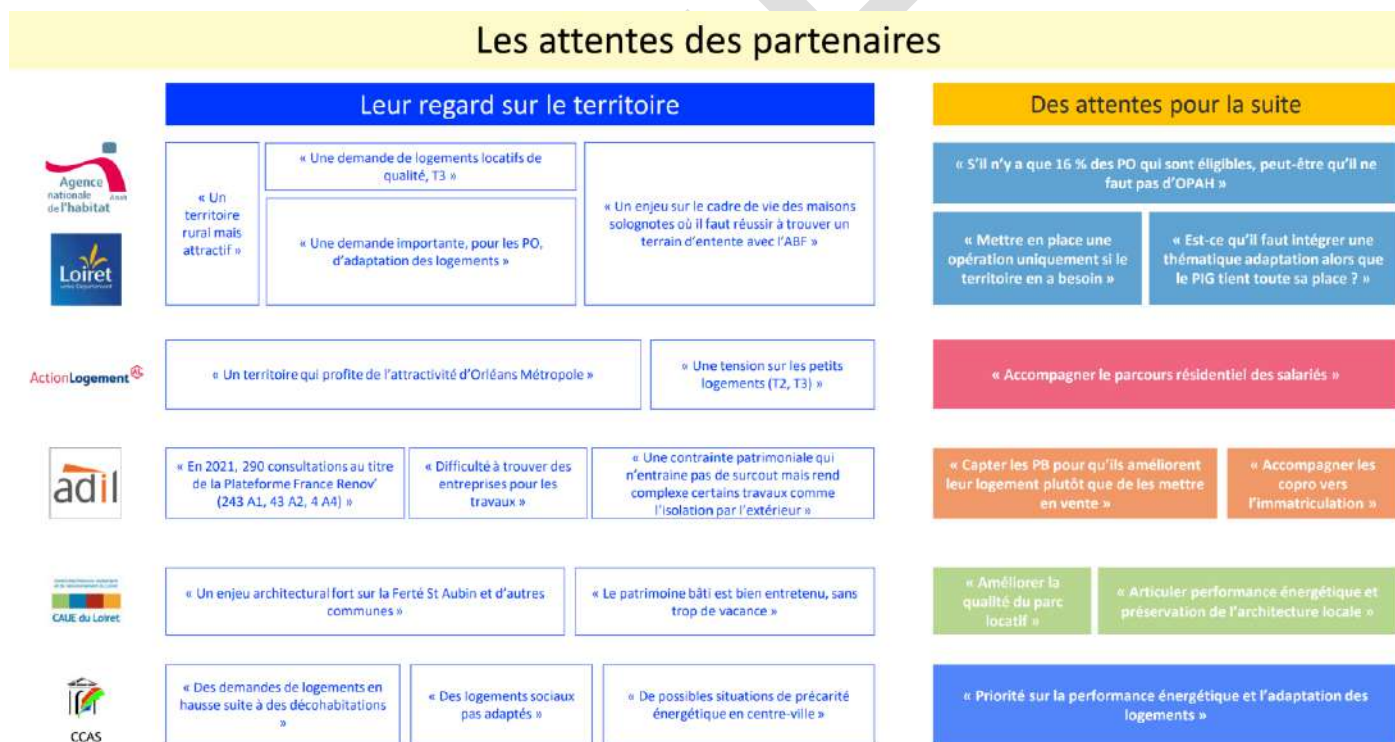 Les attentes des partenaires
Leur regard sur le territoire
Des attentes pour la suite
Agence
nationale
de l'habitat
Anah
Loiret
« Un
territoire
rural mais
attractif »
« Une demande de logements locatifs de
qualité, T3 »
« Une demande importante, pour les PO,
d'adaptation des logements »
« Un enjeu sur le cadre de vie des maisons
solognotes où il faut réussir à trouver un
terrain d'entente avec l'ABF »
« S'il n'y a que 16 % des PO qui sont éligibles, peut-être qu'il ne
faut pas d'OPAH »
« Mettre en place une
opération uniquement si le
territoire en a besoin »
« Est-ce qu'il faut intégrer une
thématique adaptation alors que
le PIG tient toute sa place ? »
ActionLogement
« Un territoire qui profite de l'attractivité d'Orléans Métropole »
« Une tension sur les petits
logements (T2, T3) »
« Accompagner le parcours résidentiel des salariés »
adil
« En 2021, 290 consultations au titre
de la Plateforme France Renov'
(243 A1, 43 A2, 4 A4) »
« Difficulté à trouver des
entreprises pour les
travaux »
« Une contrainte patrimoniale qui
n'entraine pas de surcout mais rend
complexe certains travaux comme
l'isolation par l'extérieur »
« Capter les PB pour qu'ils améliorent
leur logement plutôt que de les mettre
en vente »
« Accompagner les
copro vers
l'immatriculation »
CAUE du Loiret
« Un enjeu architectural fort sur la Ferté St Aubin et d'autres
communes »
« Le patrimoine bâti est bien entretenu, sans
trop de vacance »
« Améliorer la
qualité du parc
locatif »
« Articuler performance énergétique et
préservation de l'architecture locale »
CCAS
« Des demandes de logements en
hausse suite à des décohabitations
»
« Des logements sociaux
pas adaptés »
« De possibles situations de précarité
énergétique en centre-ville »
« Priorité sur la performance énergétique et l'adaptation des
logements »